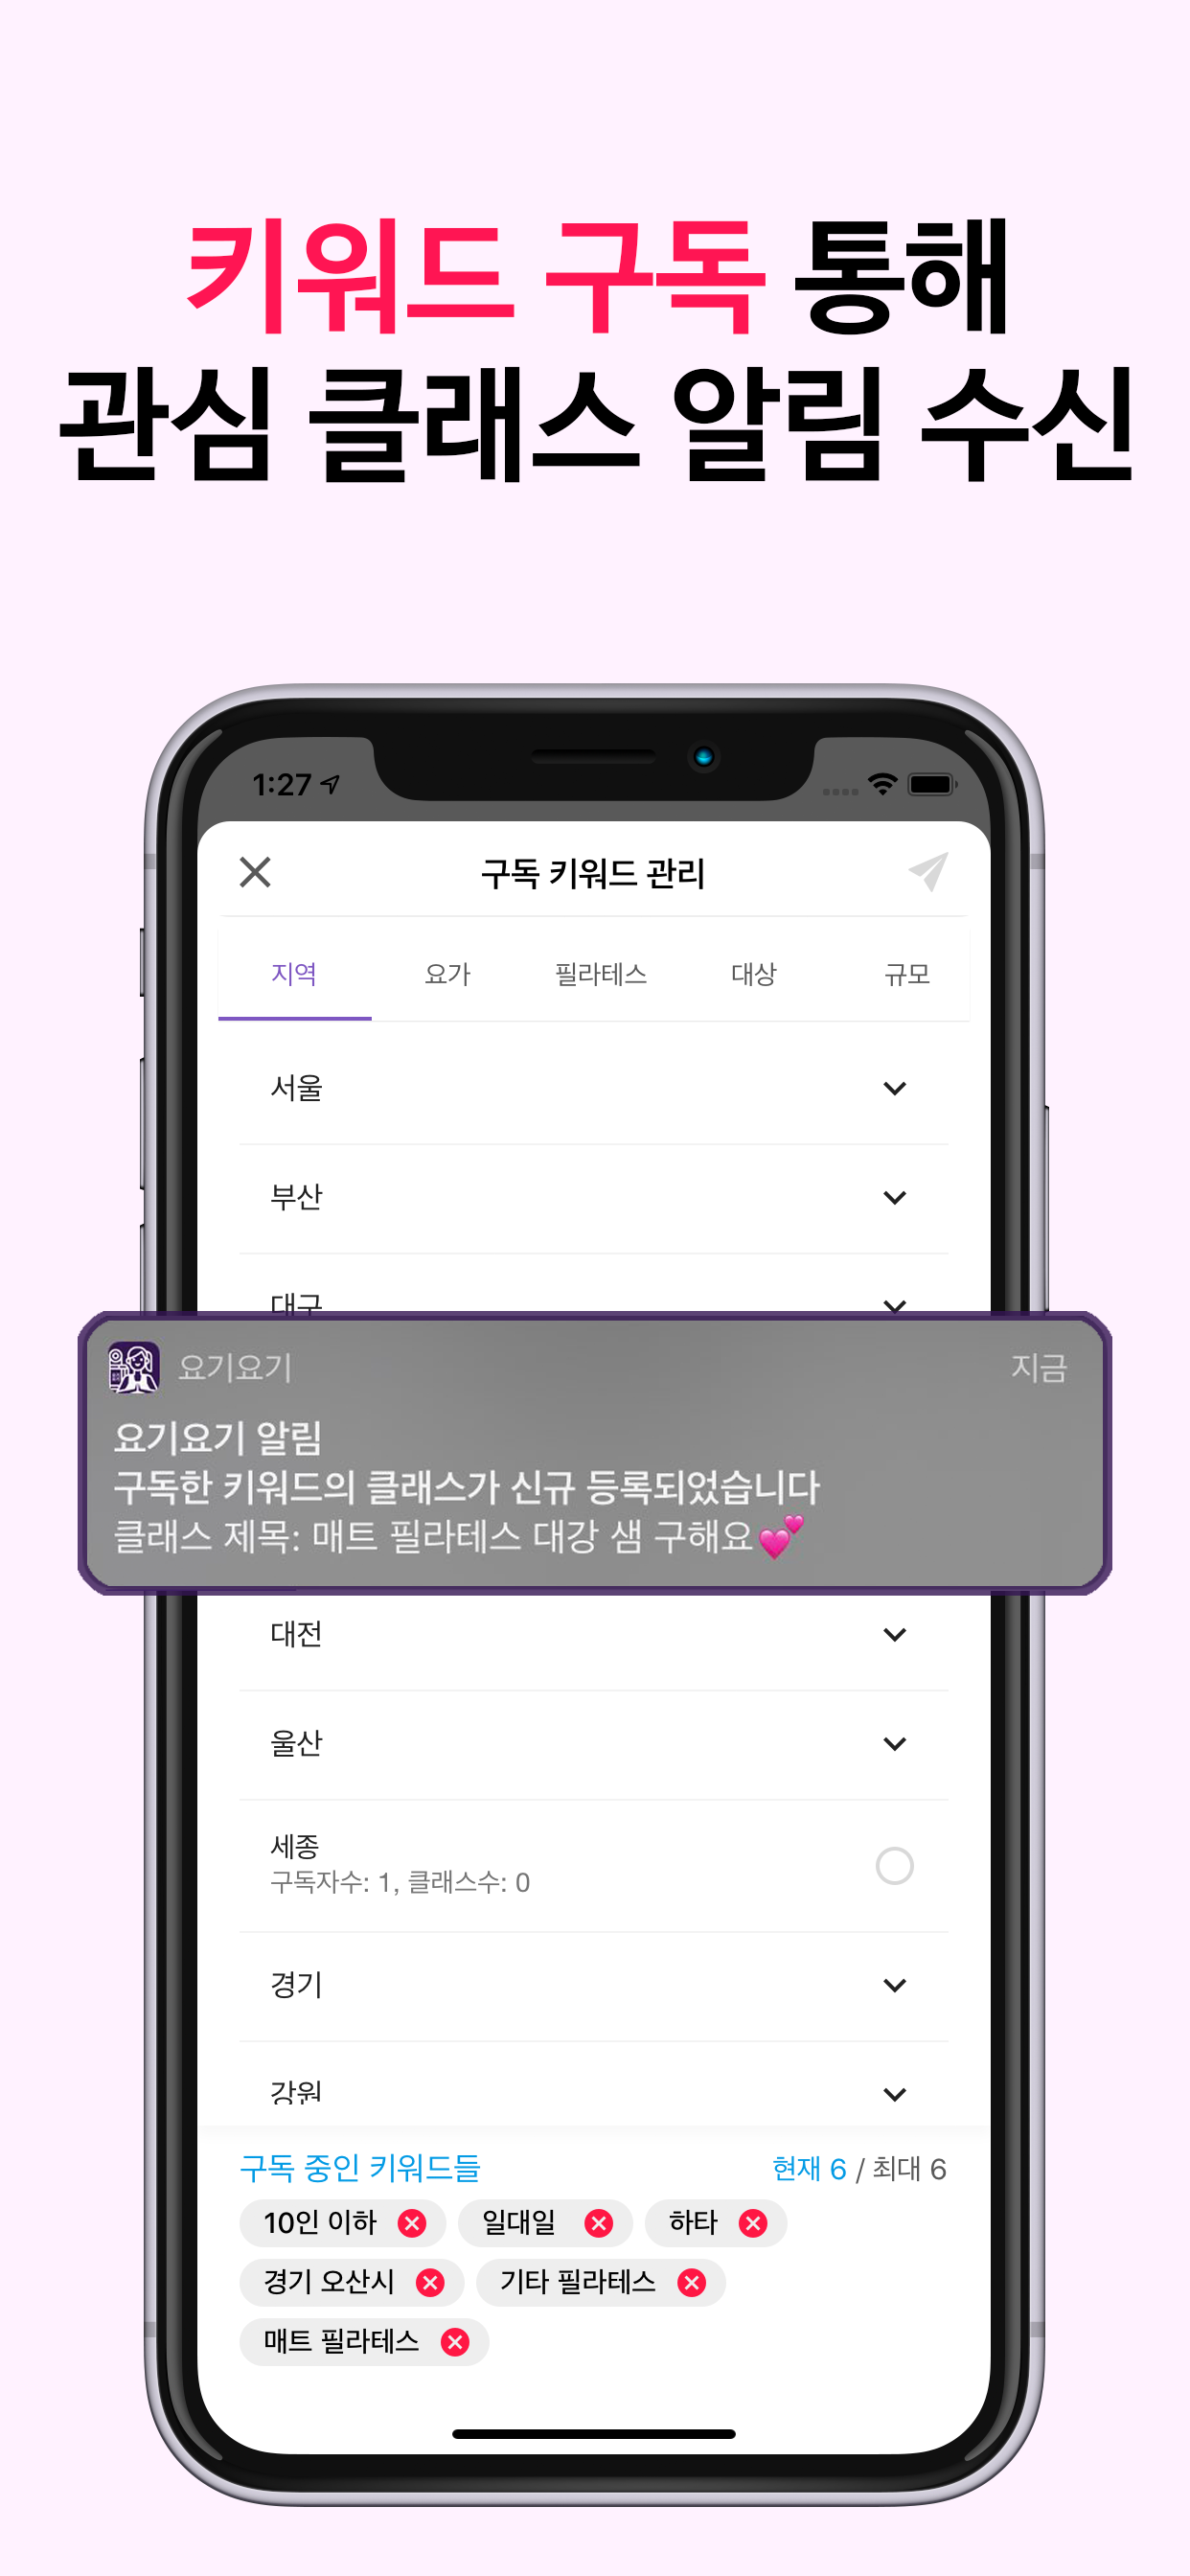 키워드 구독 통해
관심 클래스 알림 수신
1:27
구독 키워드 관리
지역 요가 필라테스 대상 규모
서울
부산
대구
요기요기 지금
요기요기 알림
구독한 키워드의 클래스가 신규 등록되었습니다
클래스 제목: 매트 필라테스 대강 샘 구해요💕
대전
울산
세종
구독자수: 1, 클래스수: 0
경기
강원
구독 중인 키워드들 현재 6 / 최대 6
10인 이하 일대일 하타
경기 오산시 기타 필라테스
매트 필라테스